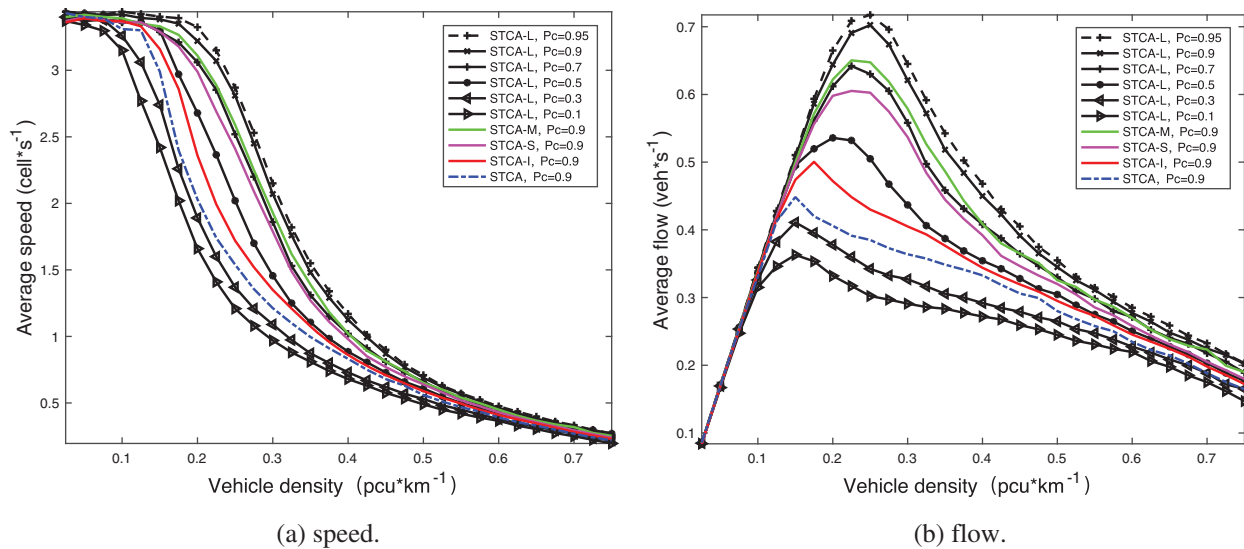 Average speed (cell*s⁻¹)
3
2.5
2
1.5
1
0.5
0.1
0.2
0.3
0.4
0.5
0.6
0.7
Vehicle density (pcu*km⁻¹)
STCA-L, Pc=0.95
STCA-L, Pc=0.9
STCA-L, Pc=0.7
STCA-L, Pc=0.5
STCA-L, Pc=0.3
STCA-L, Pc=0.1
STCA-M, Pc=0.9
STCA-S, Pc=0.9
STCA-I, Pc=0.9
STCA, Pc=0.9
(a) speed.
Average flow (veh*s⁻¹)
0.7
0.6
0.5
0.4
0.3
0.2
0.1
0.1
0.2
0.3
0.4
0.5
0.6
0.7
Vehicle density (pcu*km⁻¹)
STCA-L, Pc=0.95
STCA-L, Pc=0.9
STCA-L, Pc=0.7
STCA-L, Pc=0.5
STCA-L, Pc=0.3
STCA-L, Pc=0.1
STCA-M, Pc=0.9
STCA-S, Pc=0.9
STCA-I, Pc=0.9
STCA, Pc=0.9
(b) flow.